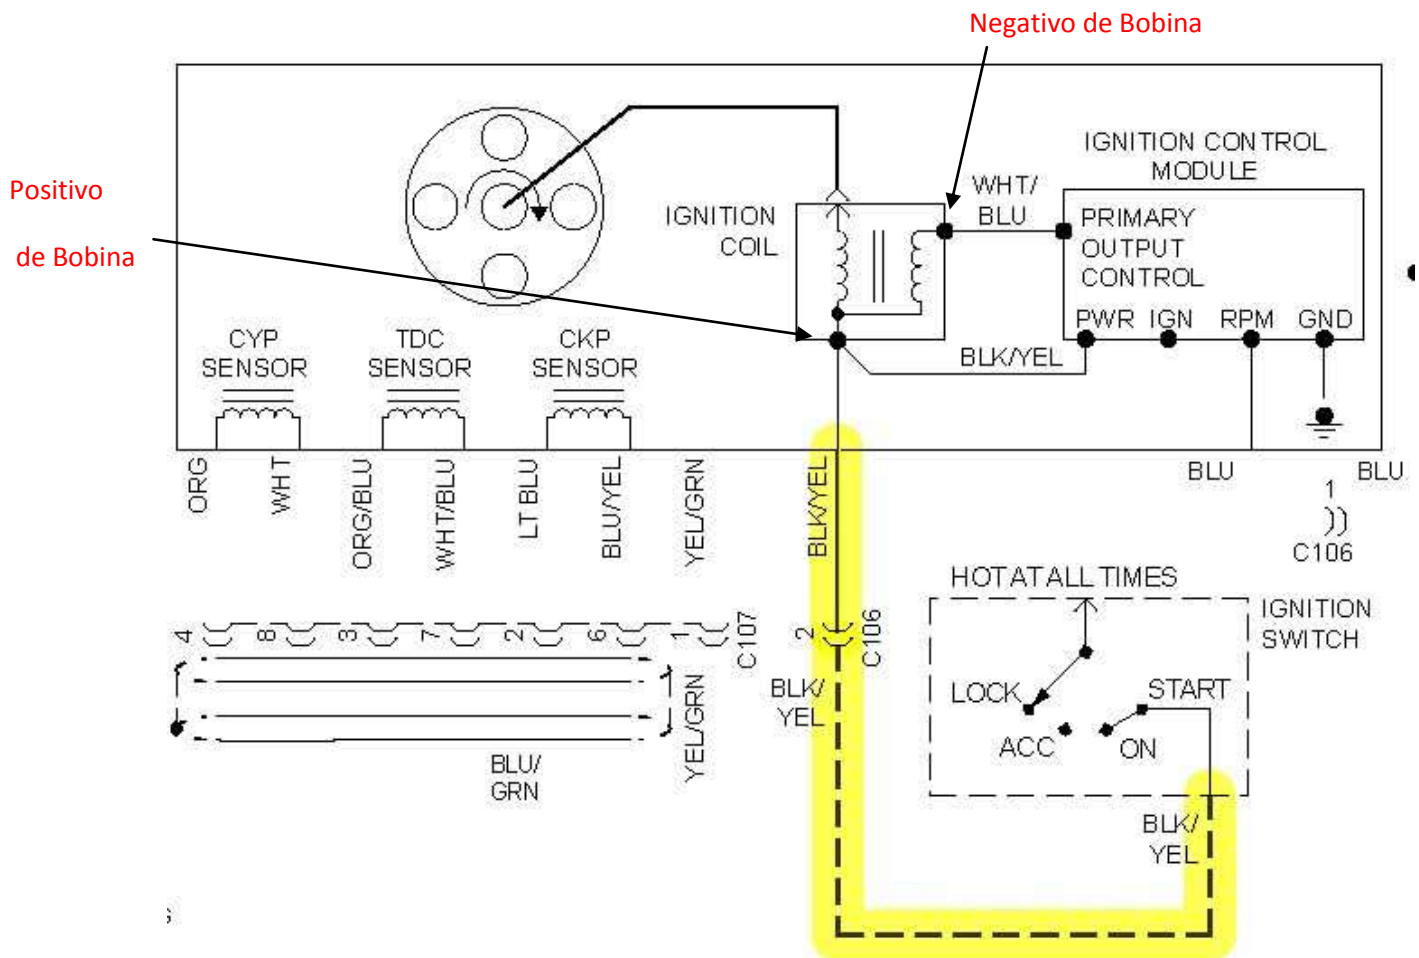 Negativo de Bobina
Positivo
de Bobina
IGNITION CONTROL
MODULE
WHT/
BLU
IGNITION
COIL
PRIMARY
OUTPUT
CONTROL
PWR IGN RPM GND
BLK/YEL
CYP
SENSOR
TDC
SENSOR
CKP
SENSOR
ORG
WHT
ORG/BLU
WHT/BLU
LT BLU
BLU/YEL
YEL/GRN
BLK/YEL
BLU
BLU
1
C106
HOT AT ALL TIMES
IGNITION
SWITCH
LOCK
START
ACC
ON
4
8
3
7
2
6
1
C107
2
C106
BLK/
YEL
YEL/GRN
BLU/
GRN
BLK/
YEL